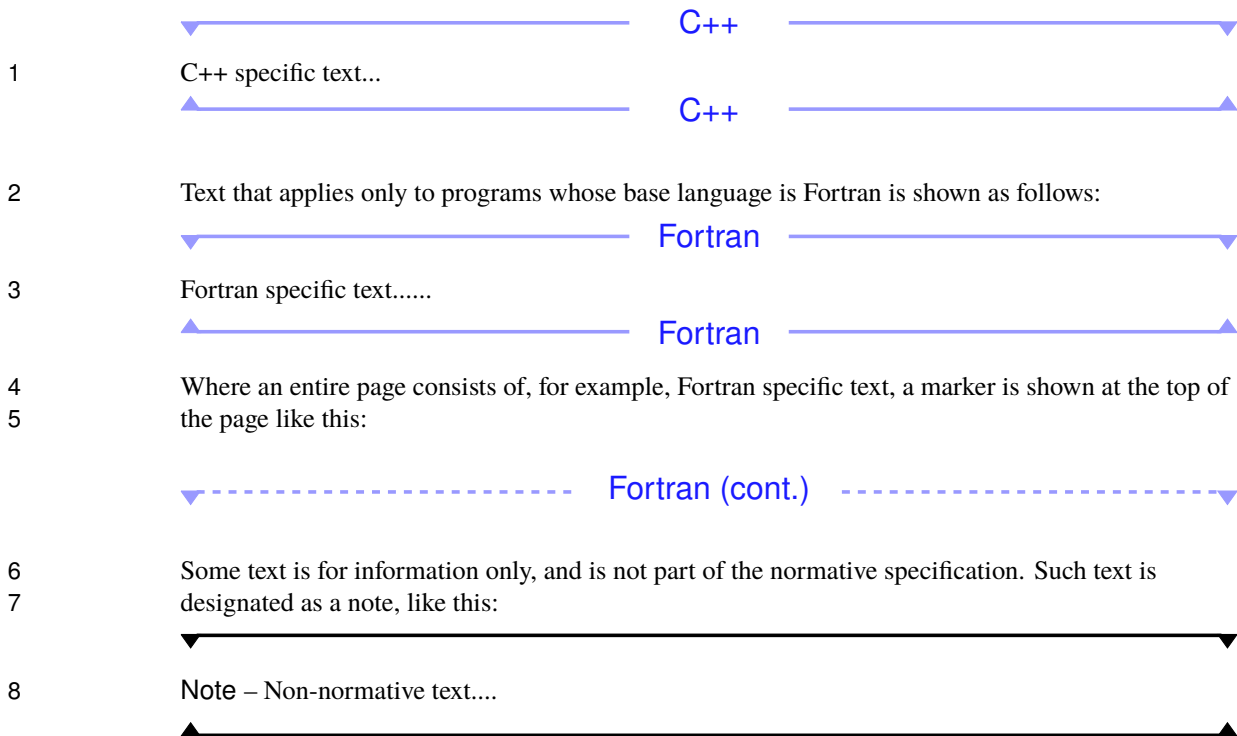 C++
1 C++ specific text...
C++
2 Text that applies only to programs whose base language is Fortran is shown as follows:
Fortran
3 Fortran specific text......
Fortran
4 Where an entire page consists of, for example, Fortran specific text, a marker is shown at the top of
5 the page like this:
Fortran (cont.)
6 Some text is for information only, and is not part of the normative specification. Such text is
7 designated as a note, like this:
8 Note – Non-normative text....